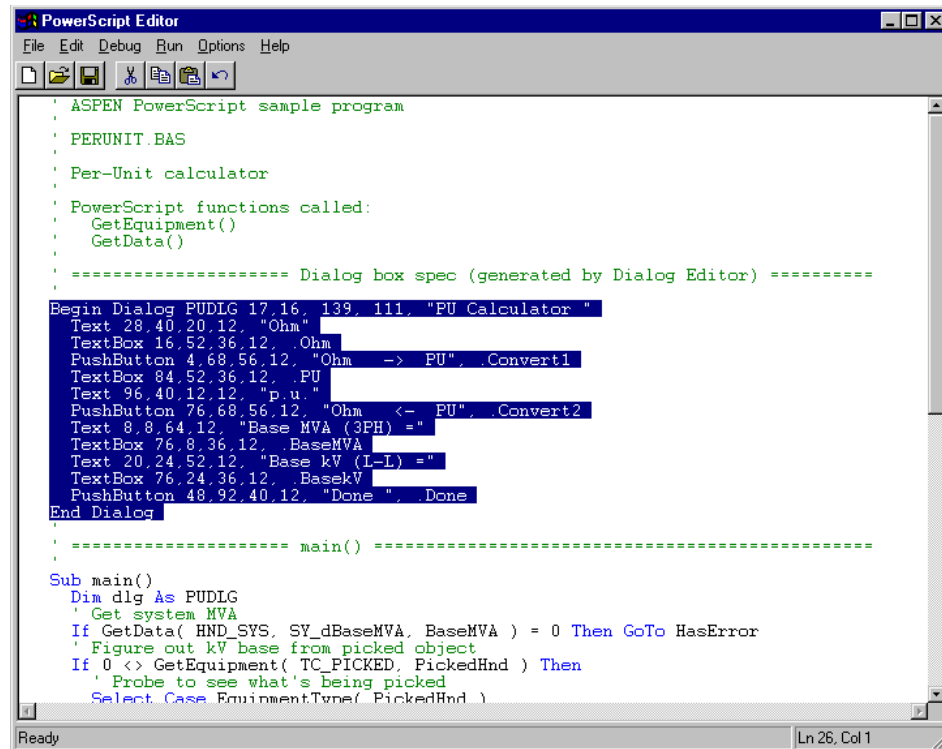 PowerScript Editor
File Edit Debug Run Options Help
' ASPEN PowerScript sample program
'
' PERUNIT.BAS
'
' Per-Unit calculator
'
' PowerScript functions called:
'   GetEquipment()
'   GetData()
'
' ===================== Dialog box spec (generated by Dialog Editor) ==========
'
Begin Dialog PUDLG 17,16, 139, 111, "PU Calculator "
  Text 28,40,20,12, "Ohm"
  TextBox 16,52,36,12, .Ohm
  PushButton 4,68,56,12, "Ohm   -> PU", .Convert1
  TextBox 84,52,36,12, .PU
  Text 96,40,12,12, "p.u."
  PushButton 76,68,56,12, "Ohm   <- PU", .Convert2
  Text 8,8,64,12, "Base MVA (3PH) ="
  TextBox 76,8,36,12, .BaseMVA
  Text 20,24,52,12, "Base kV (L-L) ="
  TextBox 76,24,36,12, .BasekV
  PushButton 48,92,40,12, "Done ", .Done
End Dialog
'
' ===================== main() ================================================
'
Sub main()
  Dim dlg As PUDLG
  ' Get system MVA
  If GetData( HND_SYS, SY_dBaseMVA, BaseMVA ) = 0 Then GoTo HasError
  ' Figure out kV base from picked object
  If 0 <> GetEquipment( TC_PICKED, PickedHnd ) Then
    ' Probe to see what's being picked
    Select Case EquipmentType( PickedHnd )
Ready Ln 26, Col 1